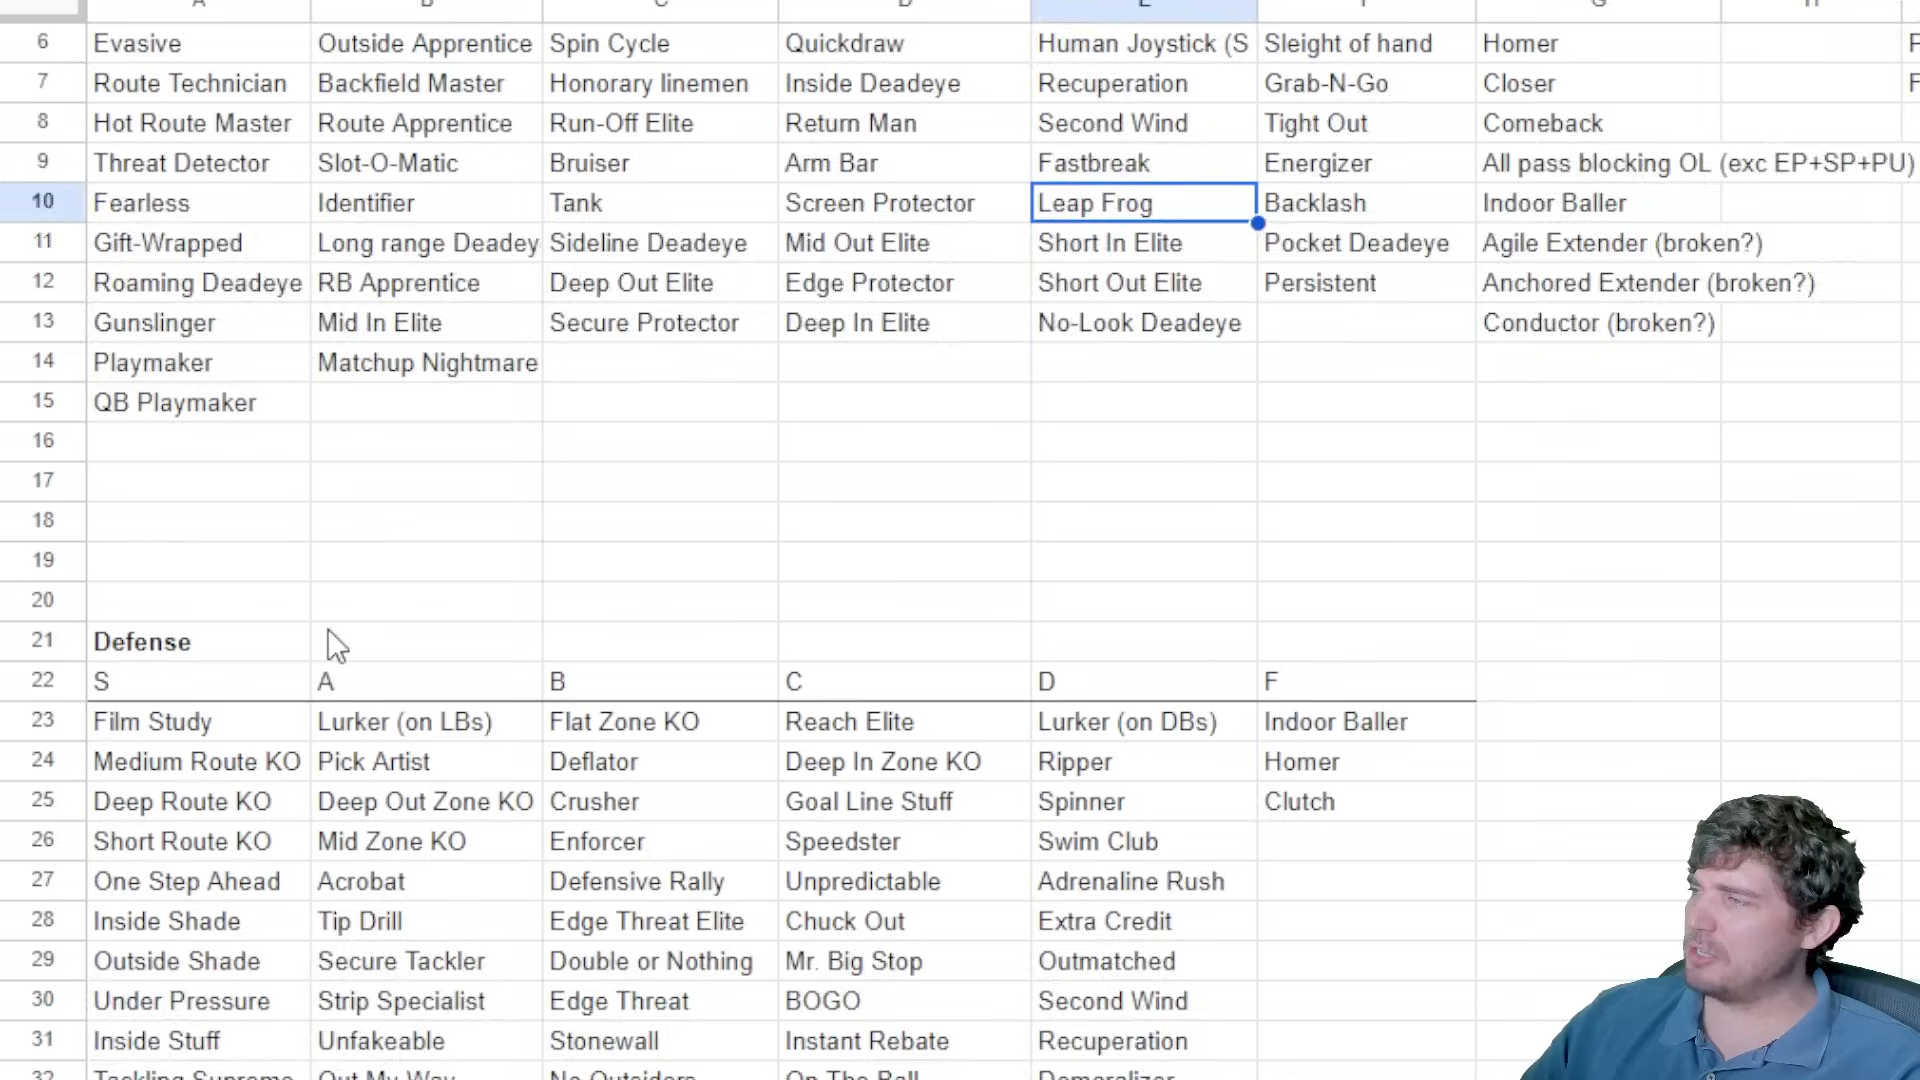 6 Evasive Outside Apprentice Spin Cycle Quickdraw Human Joystick (S Sleight of hand Homer
7 Route Technician Backfield Master Honorary linemen Inside Deadeye Recuperation Grab-N-Go Closer
8 Hot Route Master Route Apprentice Run-Off Elite Return Man Second Wind Tight Out Comeback
9 Threat Detector Slot-O-Matic Bruiser Arm Bar Fastbreak Energizer All pass blocking OL (exc EP+SP+PU)
10 Fearless Identifier Tank Screen Protector Leap Frog Backlash Indoor Baller
11 Gift-Wrapped Long range Deadey Sideline Deadeye Mid Out Elite Short In Elite Pocket Deadeye Agile Extender (broken?)
12 Roaming Deadeye RB Apprentice Deep Out Elite Edge Protector Short Out Elite Persistent Anchored Extender (broken?)
13 Gunslinger Mid In Elite Secure Protector Deep In Elite No-Look Deadeye Conductor (broken?)
14 Playmaker Matchup Nightmare
15 QB Playmaker
16
17
18
19
20
21 Defense
22 S A B C D F
23 Film Study Lurker (on LBs) Flat Zone KO Reach Elite Lurker (on DBs) Indoor Baller
24 Medium Route KO Pick Artist Deflator Deep In Zone KO Ripper Homer
25 Deep Route KO Deep Out Zone KO Crusher Goal Line Stuff Spinner Clutch
26 Short Route KO Mid Zone KO Enforcer Speedster Swim Club
27 One Step Ahead Acrobat Defensive Rally Unpredictable Adrenaline Rush
28 Inside Shade Tip Drill Edge Threat Elite Chuck Out Extra Credit
29 Outside Shade Secure Tackler Double or Nothing Mr. Big Stop Outmatched
30 Under Pressure Strip Specialist Edge Threat BOGO Second Wind
31 Inside Stuff Unfakeable Stonewall Instant Rebate Recuperation
32 Tackling Supreme Out My Way No Outsiders On The Ball Demoralizer